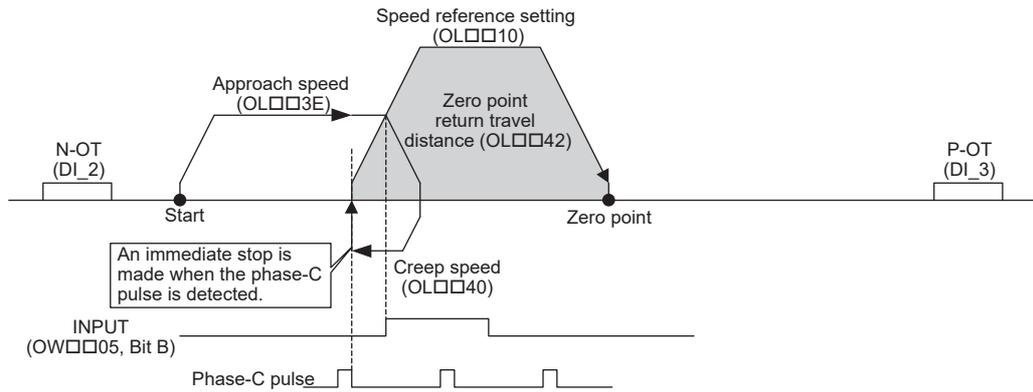 Speed reference setting
(OL□□10)
Approach speed
(OL□□3E)
Zero point
return travel
distance (OL□□42)
N-OT
(DI_2)
P-OT
(DI_3)
Start
Zero point
An immediate stop is
made when the phase-C
pulse is detected.
Creep speed
(OL□□40)
INPUT
(OW□□05, Bit B)
Phase-C pulse